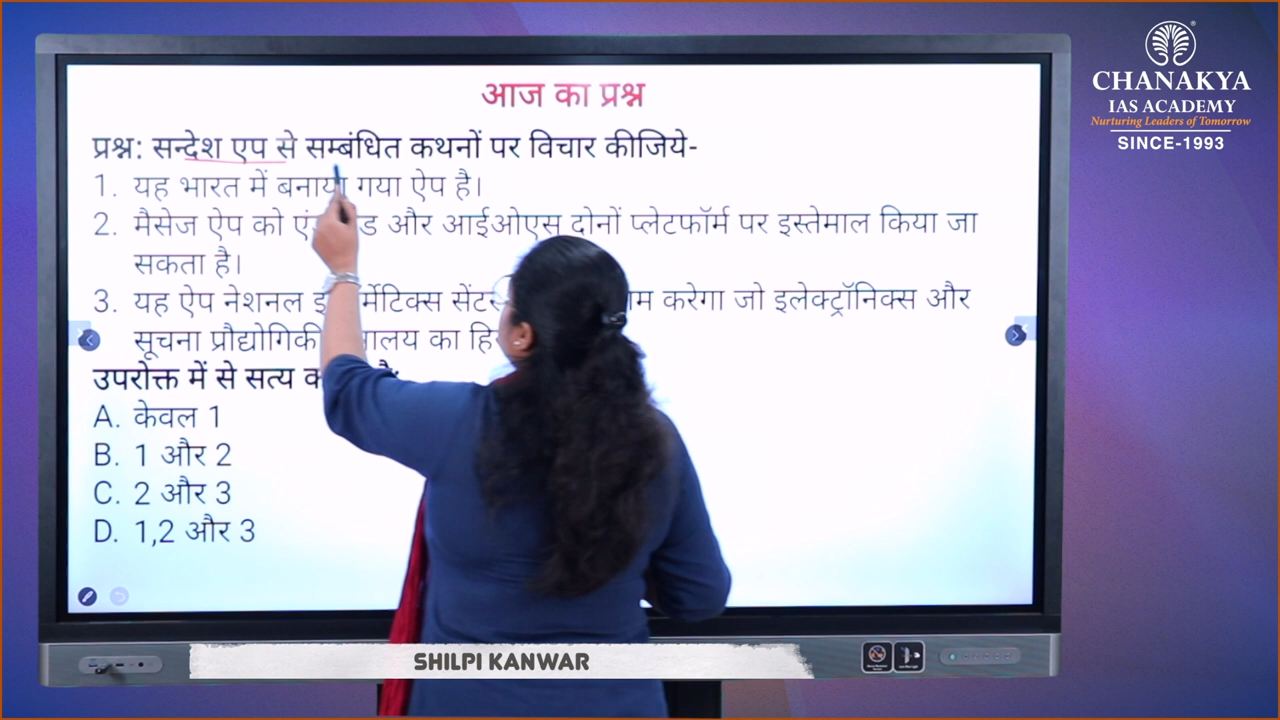 CHANAKYA
IAS ACADEMY
Nurturing Leaders of Tomorrow
SINCE-1993
आज का प्रश्न
प्रश्न: सन्देश एप से सम्बंधित कथनों पर विचार कीजिये-
1. यह भारत में बनाया गया ऐप है।
2. मैसेज ऐप को और आईओएस दोनों प्लेटफॉर्म पर इस्तेमाल किया जा
सकता है।
3. यह ऐप नेशनल करेगा जो इलेक्ट्रॉनिक्स और
सूचना का
उपरोक्त में से सत्य
A. केवल 1
B. 1 और 2
C. 2 और 3
D. 1,2 और 3
SHILPI KANWAR